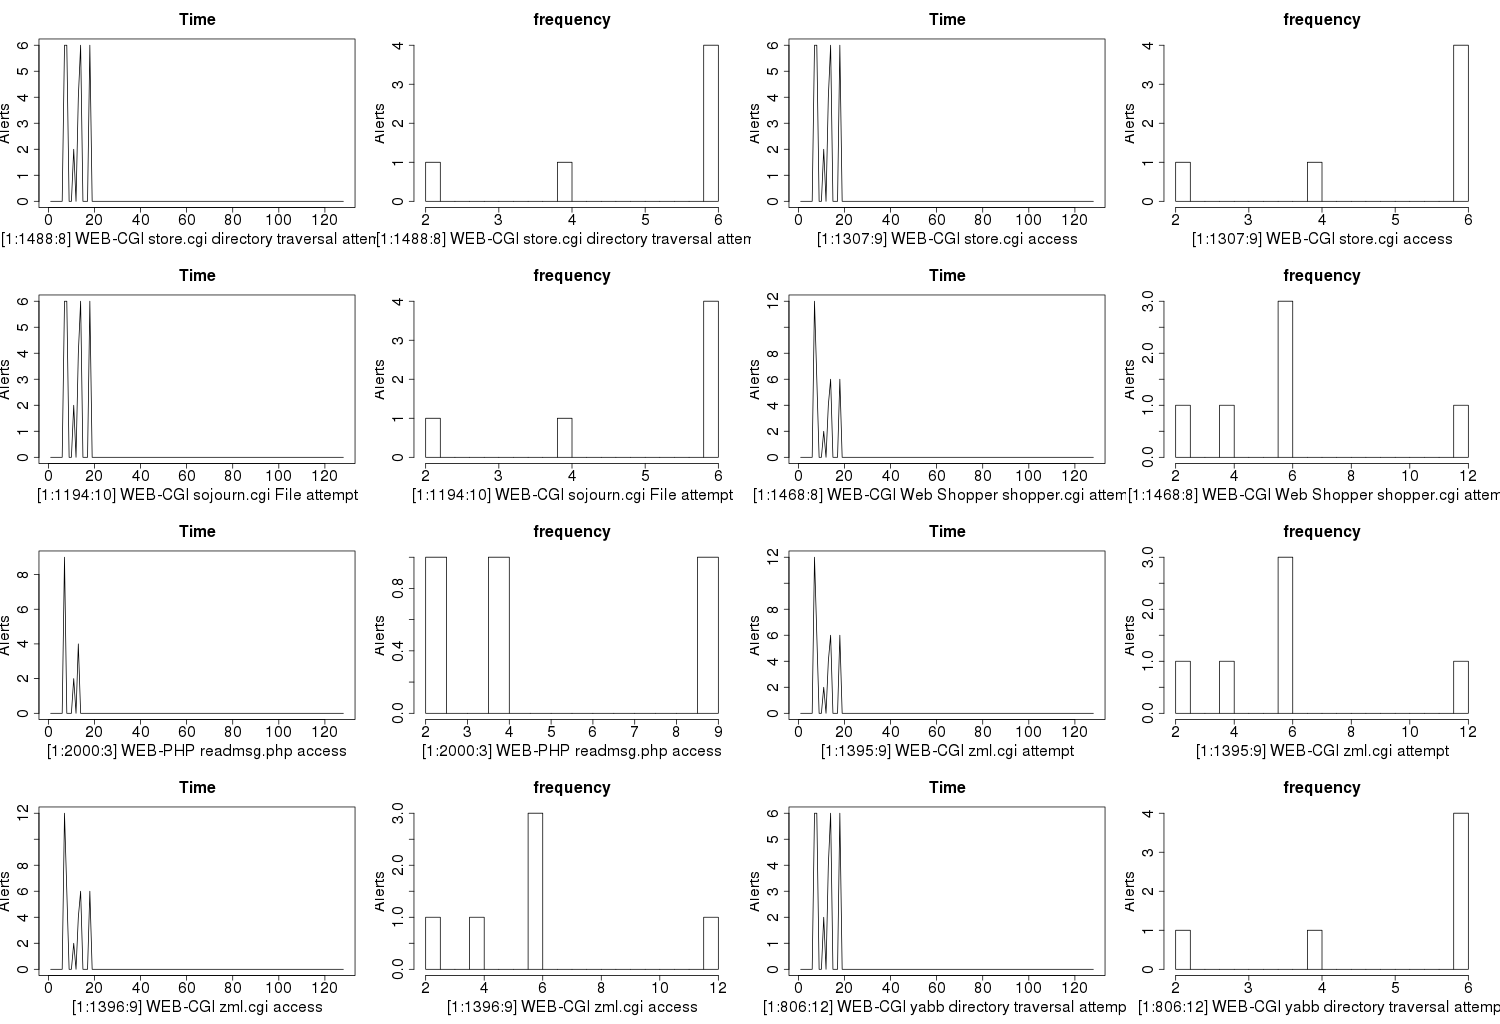 Time frequency Time frequency
Alerts 0 1 2 3 4 5 6 Alerts 0 1 2 3 4 Alerts 0 1 2 3 4 5 6 Alerts 0 1 2 3 4
0 20 40 60 80 100 120 2 3 4 5 6 0 20 40 60 80 100 120 2 3 4 5 6
[1:1488:8] WEB-CGI store.cgi directory traversal atten [1:1488:8] WEB-CGI store.cgi directory traversal atten [1:1307:9] WEB-CGI store.cgi access [1:1307:9] WEB-CGI store.cgi access
Time frequency Time frequency
Alerts 0 1 2 3 4 5 6 Alerts 0 1 2 3 4 Alerts 0 2 4 6 8 12 Alerts 0.0 1.0 2.0 3.0
0 20 40 60 80 100 120 2 3 4 5 6 0 20 40 60 80 100 120 2 4 6 8 10 12
[1:1194:10] WEB-CGI sojourn.cgi File attempt [1:1194:10] WEB-CGI sojourn.cgi File attempt [1:1468:8] WEB-CGI Web Shopper shopper.cgi attem [1:1468:8] WEB-CGI Web Shopper shopper.cgi attem
Time frequency Time frequency
Alerts 0 2 4 6 8 Alerts 0.0 0.4 0.8 Alerts 0 2 4 6 8 12 Alerts 0.0 1.0 2.0 3.0
0 20 40 60 80 100 120 2 3 4 5 6 7 8 9 0 20 40 60 80 100 120 2 4 6 8 10 12
[1:2000:3] WEB-PHP readmsg.php access [1:2000:3] WEB-PHP readmsg.php access [1:1395:9] WEB-CGI zml.cgi attempt [1:1395:9] WEB-CGI zml.cgi attempt
Time frequency Time frequency
Alerts 0 2 4 6 8 12 Alerts 0.0 1.0 2.0 3.0 Alerts 0 1 2 3 4 5 6 Alerts 0 1 2 3 4
0 20 40 60 80 100 120 2 4 6 8 10 12 0 20 40 60 80 100 120 2 3 4 5 6
[1:1396:9] WEB-CGI zml.cgi access [1:1396:9] WEB-CGI zml.cgi access [1:806:12] WEB-CGI yabb directory traversal attemp [1:806:12] WEB-CGI yabb directory traversal attemp